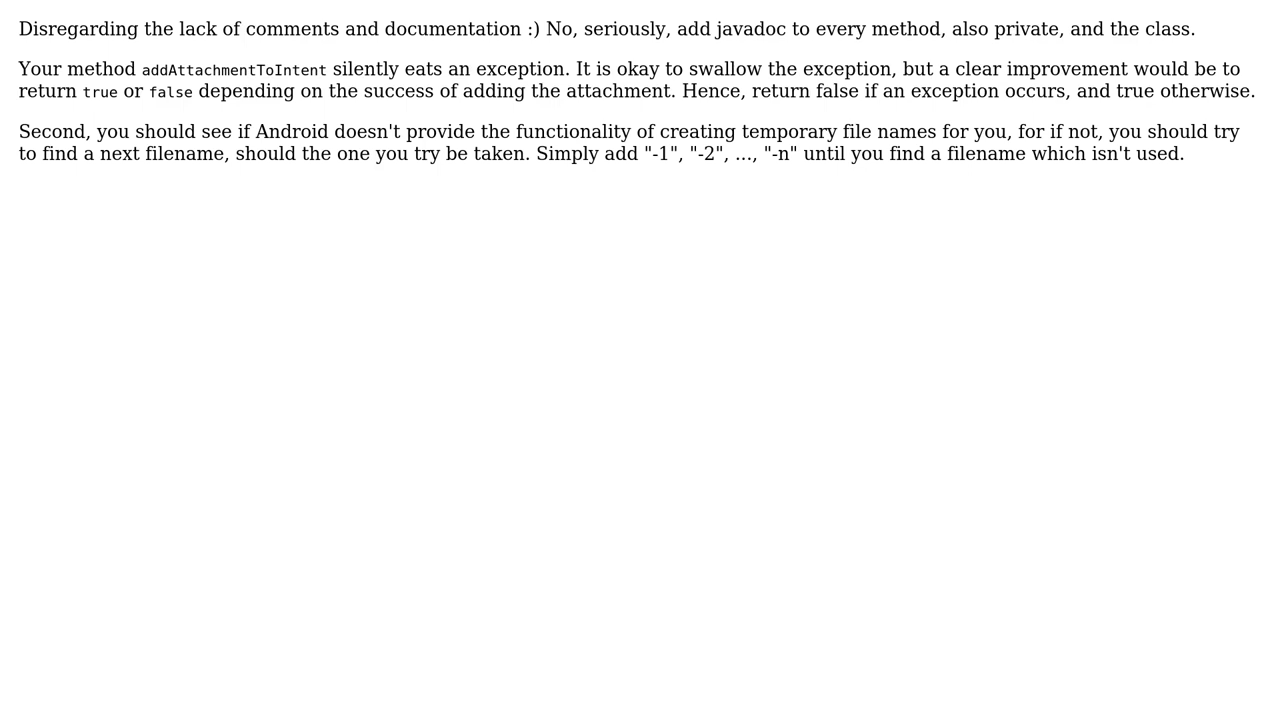 Disregarding the lack of comments and documentation :) No, seriously, add javadoc to every method, also private, and the class.
Your method addAttachmentToIntent silently eats an exception. It is okay to swallow the exception, but a clear improvement would be to
return true or false depending on the success of adding the attachment. Hence, return false if an exception occurs, and true otherwise.
Second, you should see if Android doesn't provide the functionality of creating temporary file names for you, for if not, you should try
to find a next filename, should the one you try be taken. Simply add "-1", "-2", ..., "-n" until you find a filename which isn't used.